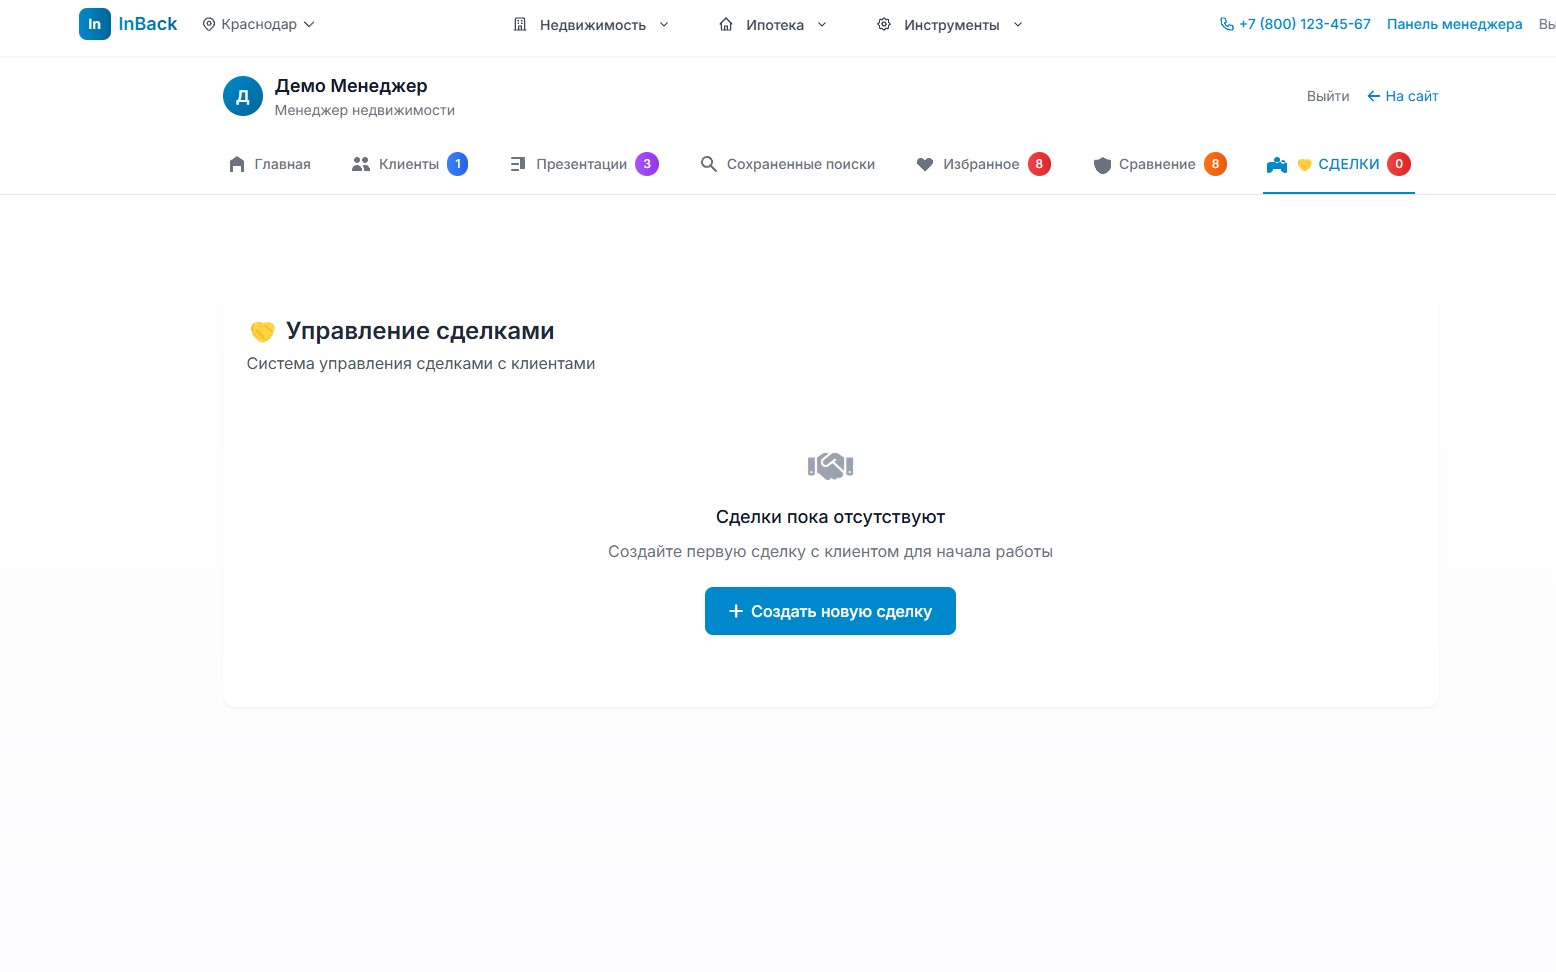 In InBack Краснодар Недвижимость Ипотека Инструменты +7 (800) 123-45-67 Панель менеджера Вы
Д Демо Менеджер
Менеджер недвижимости
Выйти На сайт
Главная Клиенты 1 Презентации 3 Сохраненные поиски Избранное 8 Сравнение 8 СДЕЛКИ 0
Управление сделками
Система управления сделками с клиентами
Сделки пока отсутствуют
Создайте первую сделку с клиентом для начала работы
Создать новую сделку